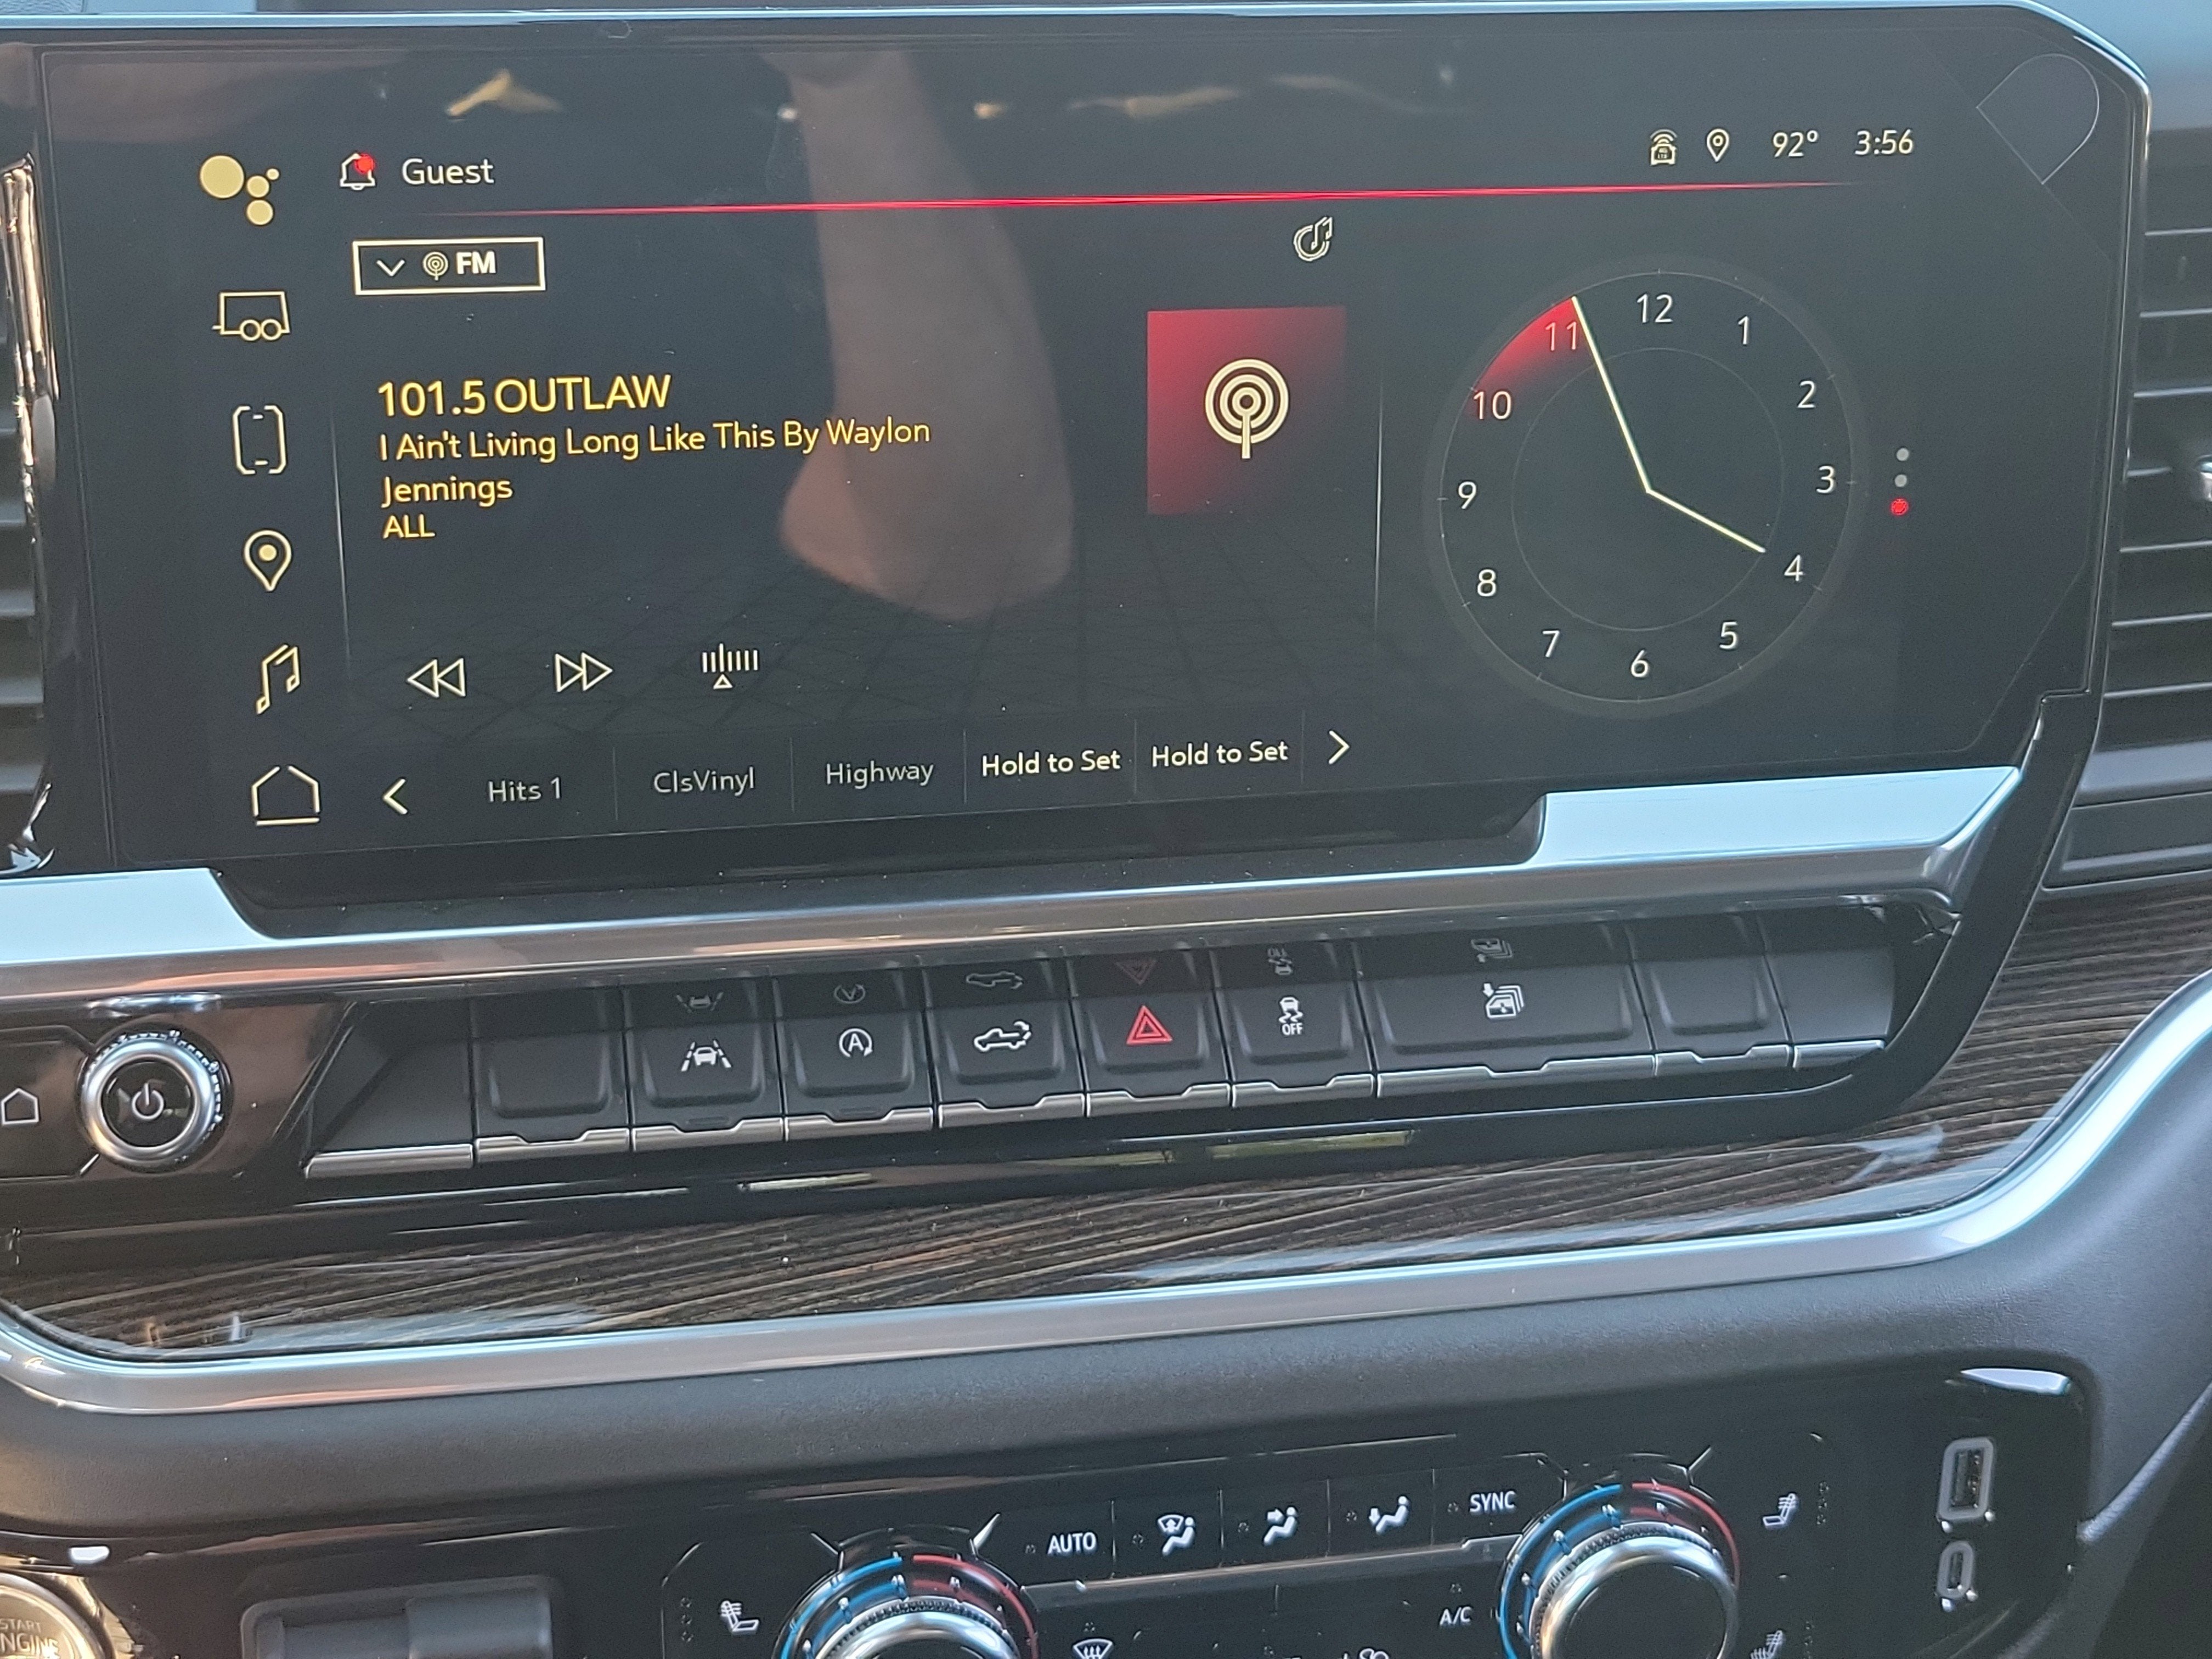 Guest
92° 3:56
FM
101.5 OUTLAW
I Ain't Living Long Like This By Waylon
Jennings
ALL
12
1
2
3
4
5
6
7
8
9
10
11
Hits 1
ClsVinyl
Highway
Hold to Set
Hold to Set
A
OFF
AUTO
SYNC
A/C
START
ENGINE